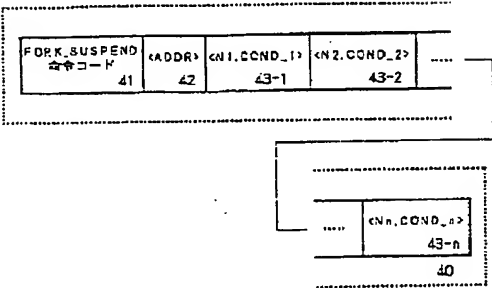 FORK_SUSPEND <ADDR> <N1.COND_1> <N2.COND_2> ....
命令コード
41 42 43-1 43-2
.... <Nn,COND_n>
43-n
40